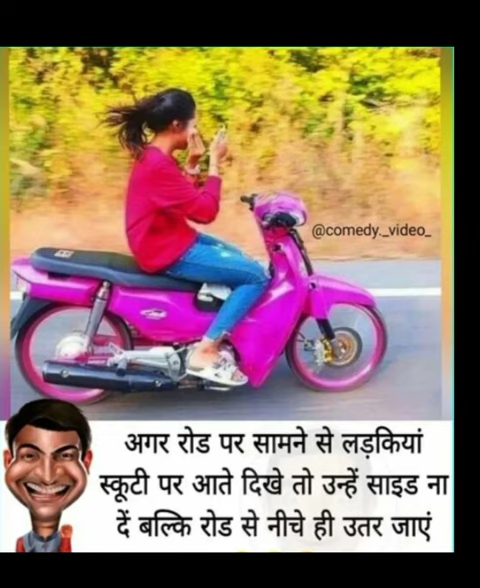 @comedy._video_
अगर रोड पर सामने से लड़कियां
स्कूटी पर आते दिखे तो उन्हें साइड ना
दें बल्कि रोड से नीचे ही उतर जाएं